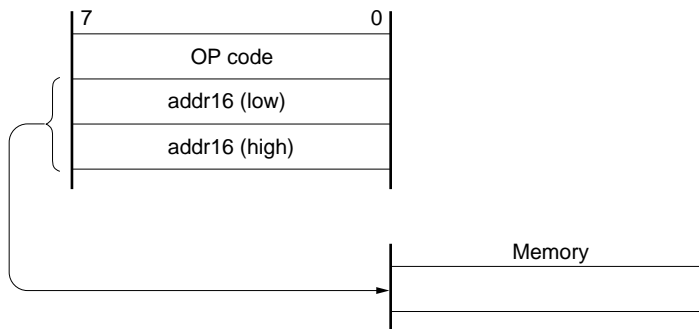 7 0
OP code
addr16 (low)
addr16 (high)
Memory